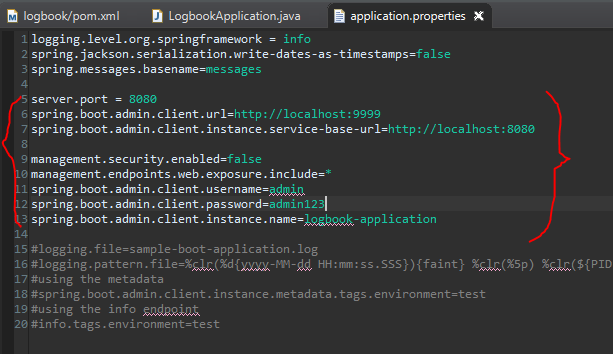 logbook/pom.xml
LogbookApplication.java
application.properties
1 logging.level.org.springframework = info
2 spring.jackson.serialization.write-dates-as-timestamps=false
3 spring.messages.basename=messages
4
5 server.port = 8080
6 spring.boot.admin.client.url=http://localhost:9999
7 spring.boot.admin.client.instance.service-base-url=http://localhost:8080
8
9 management.security.enabled=false
10 management.endpoints.web.exposure.include=*
11 spring.boot.admin.client.username=admin
12 spring.boot.admin.client.password=admin123
13 spring.boot.admin.client.instance.name=logbook-application
14
15 #logging.file=sample-boot-application.log
16 #logging.pattern.file=%clr(%d{yyyy-MM-dd HH:mm:ss.SSS}){faint} %clr(%5p) %clr(${PID
17 #using the metadata
18 #spring.boot.admin.client.instance.metadata.tags.environment=test
19 #using the info endpoint
20 #info.tags.environment=test